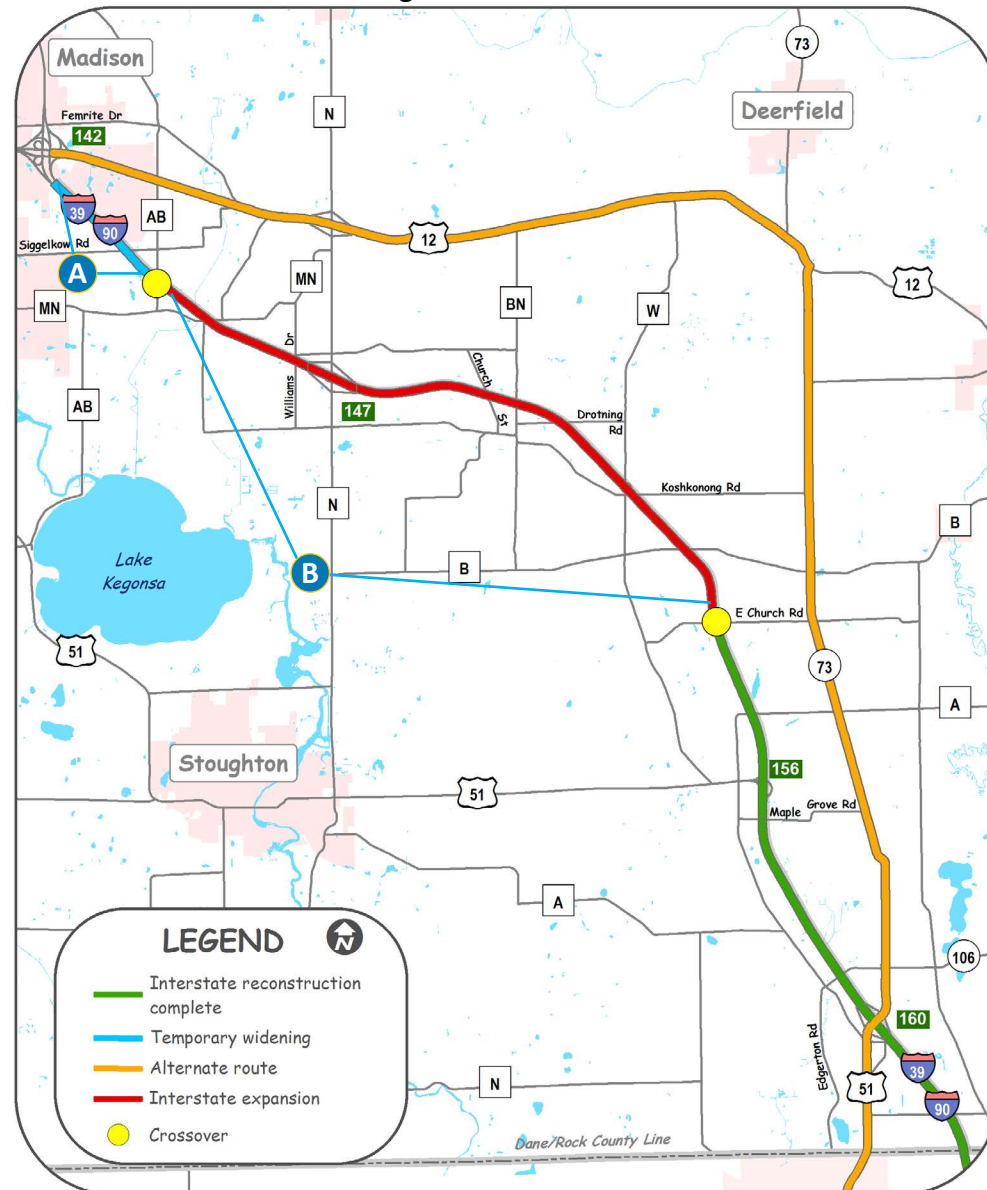 Madison
73
Deerfield
N
Femrite Dr
142
39
AB
90
12
Siggelkow Rd
A
MN
MN
BN
W
12
Williams Dr
Church St
AB
147
Drotning
Rd
N
Koshkonong Rd
B
Lake
Kegonsa
B
B
E Church Rd
51
73
A
Stoughton
156
51
Maple Grove Rd
A
LEGEND
N
Interstate reconstruction
complete
Temporary widening
Alternate route
Interstate expansion
Crossover
106
160
Edgerton Rd
39
N
51
90
Dane/Rock County Line